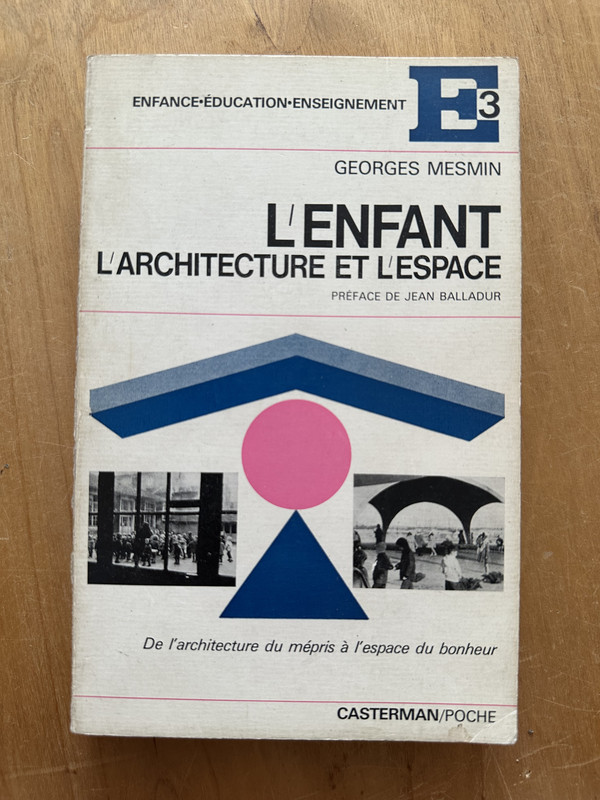 ENFANCE•ÉDUCATION•ENSEIGNEMENT E3
GEORGES MESMIN
L'ENFANT
L'ARCHITECTURE ET L'ESPACE
PRÉFACE DE JEAN BALLADUR
De l'architecture du mépris à l'espace du bonheur
CASTERMAN/POCHE